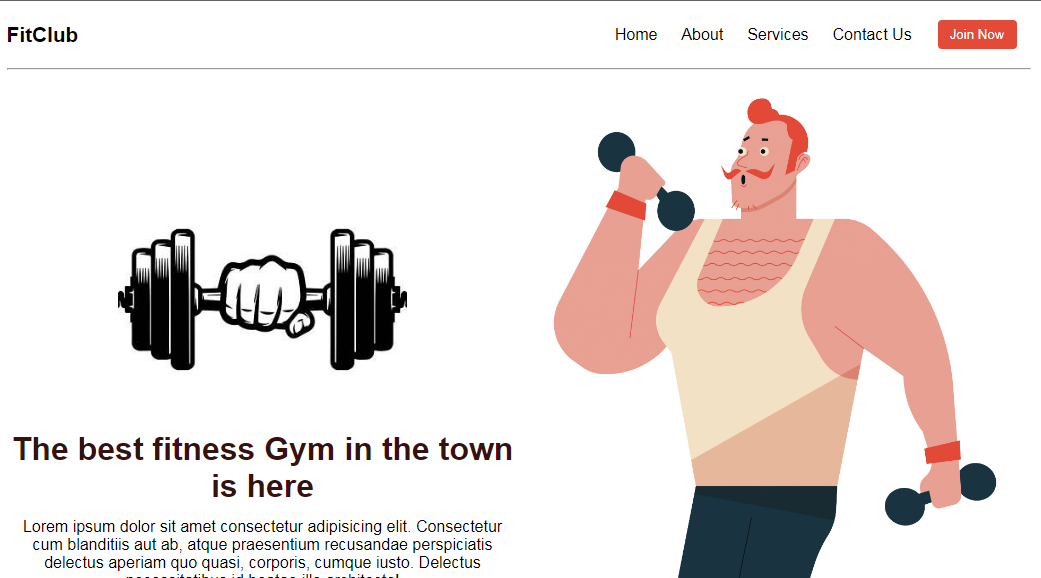 FitClub
Home About Services Contact Us Join Now
The best fitness Gym in the town
is here
Lorem ipsum dolor sit amet consectetur adipisicing elit. Consectetur
cum blanditiis aut ab, atque praesentium recusandae perspiciatis
delectus aperiam quo quasi, corporis, cumque iusto. Delectus